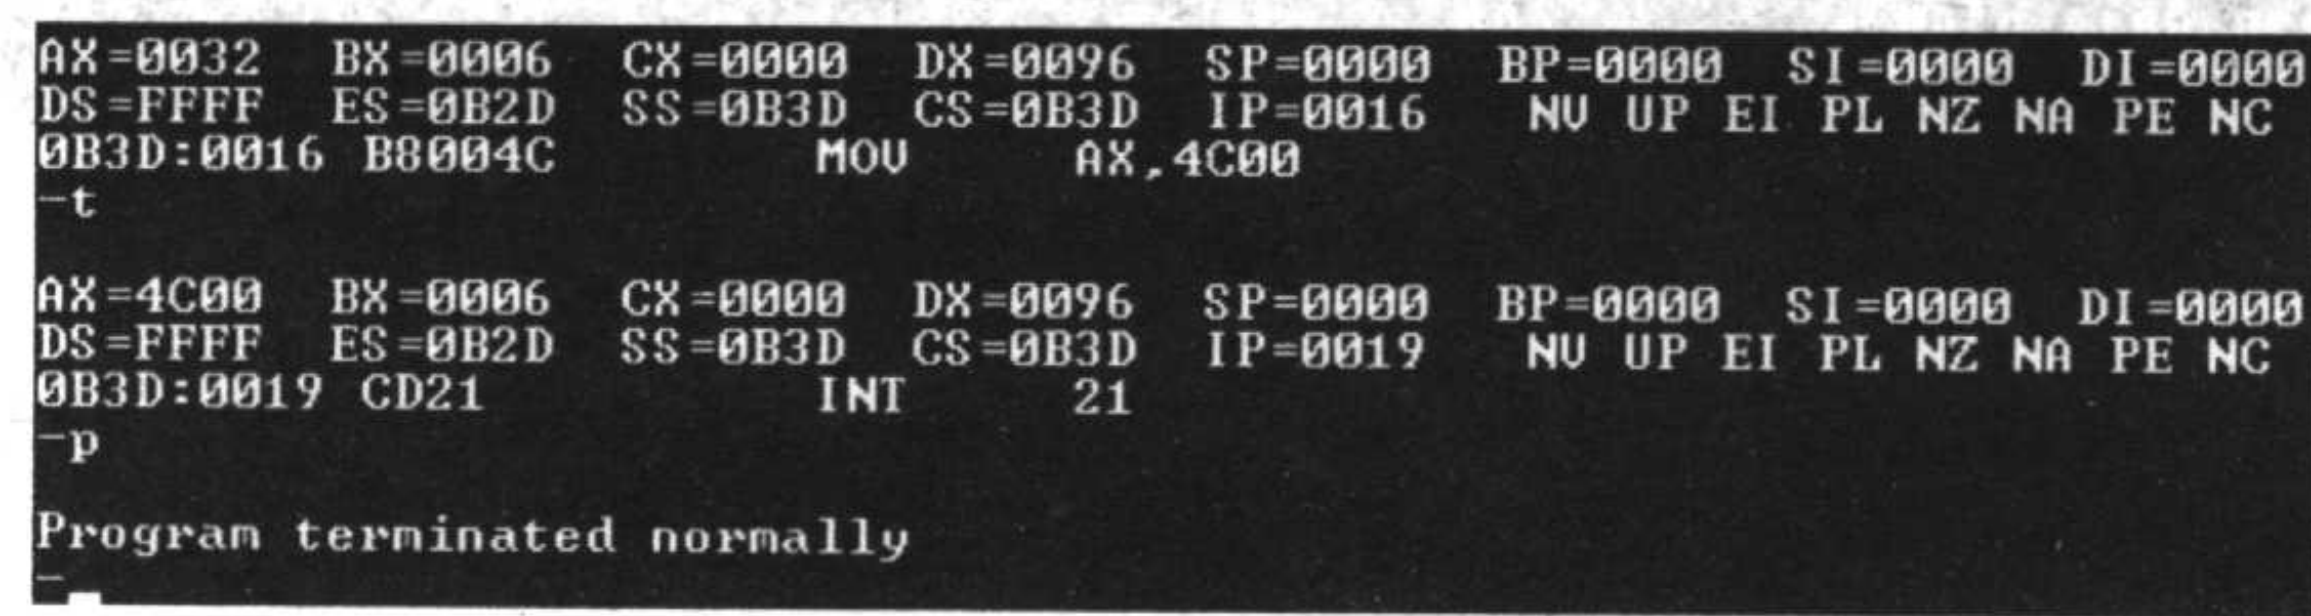 AX=0032 BX=0006 CX=0000 DX=0096 SP=0000 BP=0000 SI=0000 DI=0000
DS=FFFF ES=0B2D SS=0B3D CS=0B3D IP=0016 NV UP EI PL NZ NA PE NC
0B3D:0016 B8004C MOV AX,4C00
-t
AX=4C00 BX=0006 CX=0000 DX=0096 SP=0000 BP=0000 SI=0000 DI=0000
DS=FFFF ES=0B2D SS=0B3D CS=0B3D IP=0019 NV UP EI PL NZ NA PE NC
0B3D:0019 CD21 INT 21
-p
Program terminated normally
-